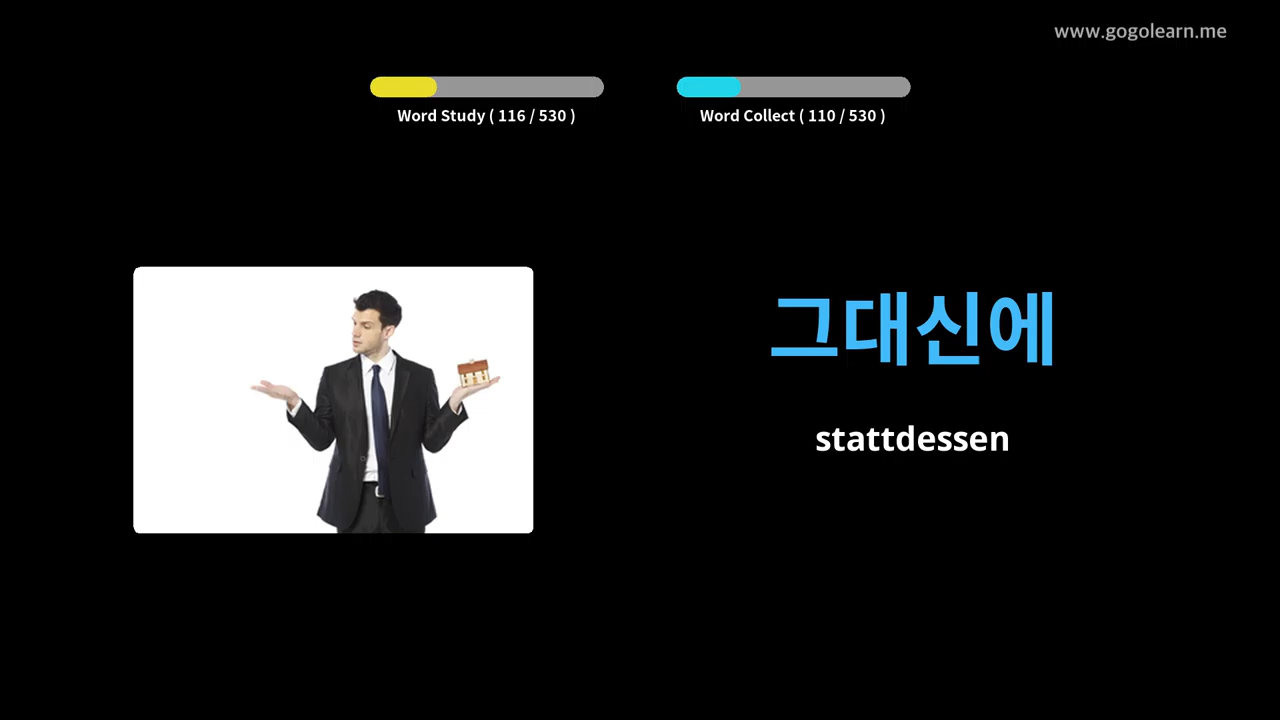 www.gogolearn.me
Word Study ( 116 / 530 )
Word Collect ( 110 / 530 )
그대신에
stattdessen